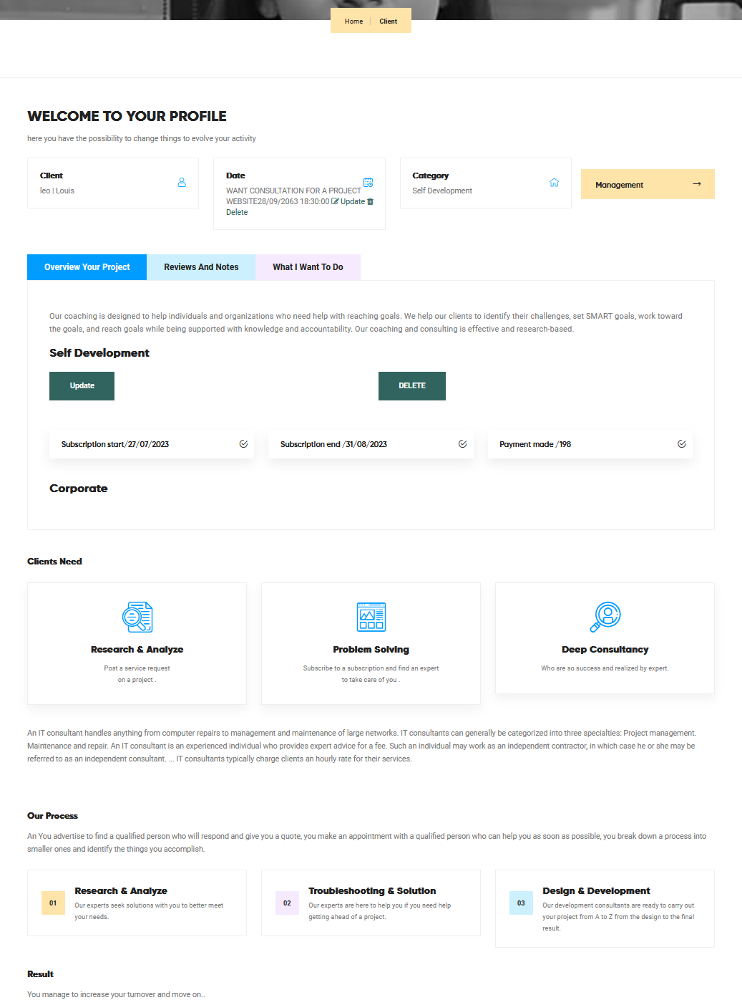 Home | Client
WELCOME TO YOUR PROFILE
here you have the possibility to change things to evolve your activity
Client
leo | Louis
Date
WANT CONSULTATION FOR A PROJECT
WEBSITE28/09/2063 18:30:00 Update
Delete
Category
Self Development
Management →
Overview Your Project
Reviews And Notes
What I Want To Do
Our coaching is designed to help individuals and organizations who need help with reaching goals. We help our clients to identify their challenges, set SMART goals, work toward
the goals, and reach goals while being supported with knowledge and accountability. Our coaching and consulting is effective and research-based.
Self Development
Update
DELETE
Subscription start/27/07/2023
Subscription end /31/08/2023
Payment made /198
Corporate
Clients Need
Research & Analyze
Post a service request
on a project .
Problem Solving
Subscribe to a subscription and find an expert
to take care of you .
Deep Consultancy
Who are so success and realized by expert.
An IT consultant handles anything from computer repairs to management and maintenance of large networks. IT consultants can generally be categorized into three specialties: Project management.
Maintenance and repair. An IT consultant is an experienced individual who provides expert advice for a fee. Such an individual may work as an independent contractor, in which case he or she may be
referred to as an independent consultant. ... IT consultants typically charge clients an hourly rate for their services.
Our Process
An You advertise to find a qualified person who will respond and give you a quote, you make an appointment with a qualified person who can help you as soon as possible, you break down a process into
smaller ones and identify the things you accomplish.
01
Research & Analyze
Our experts seek solutions with you to better meet
your needs.
02
Troubleshooting & Solution
Our experts are here to help you if you need help
getting ahead of a project.
03
Design & Development
Our development consultants are ready to carry out
your project from A to Z from the design to the final
result.
Result
You manage to increase your turnover and move on..